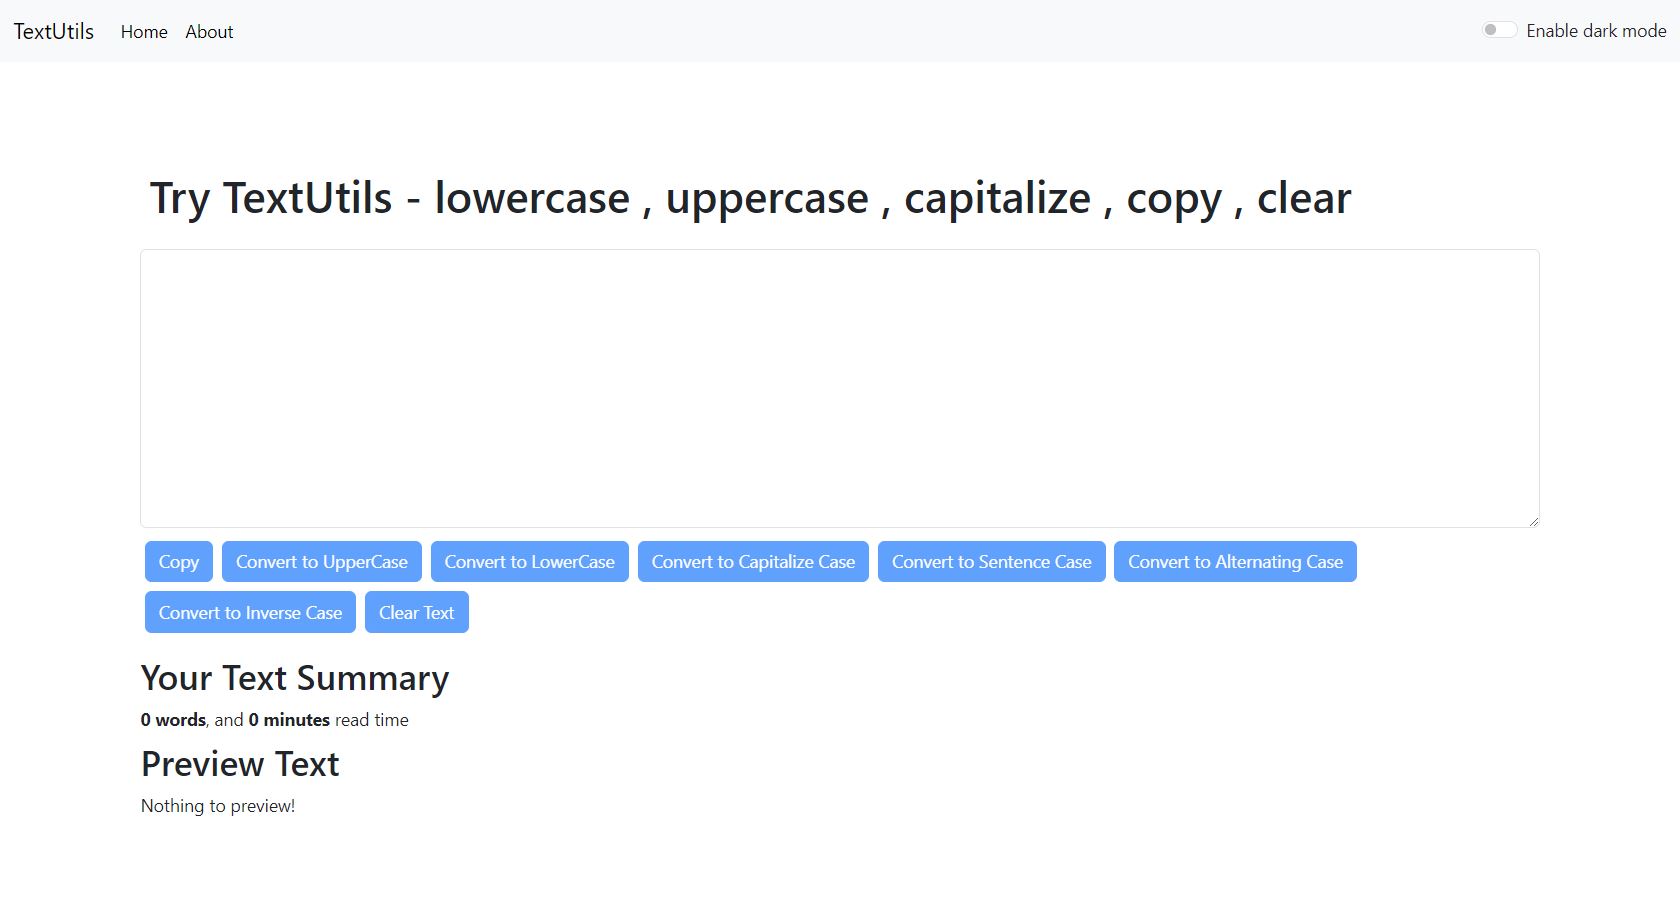 TextUtils Home About Enable dark mode
Try TextUtils - lowercase , uppercase , capitalize , copy , clear
Copy Convert to UpperCase Convert to LowerCase Convert to Capitalize Case Convert to Sentence Case Convert to Alternating Case
Convert to Inverse Case Clear Text
Your Text Summary
0 words, and 0 minutes read time
Preview Text
Nothing to preview!